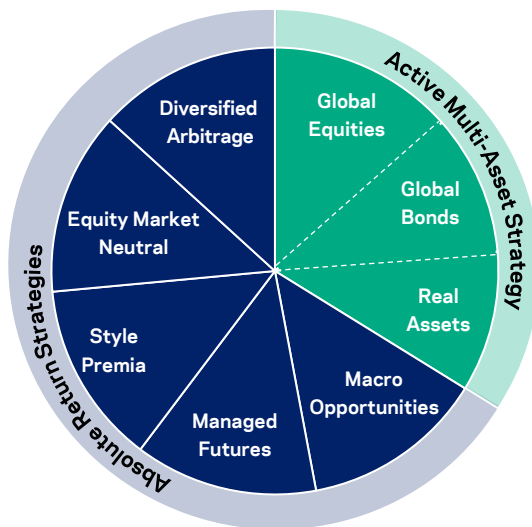 Active Multi-Asset Strategy
Global
Equities
Global
Bonds
Real
Assets
Macro
Opportunities
Managed
Futures
Style
Premia
Equity Market
Neutral
Diversified
Arbitrage
Absolute Return Strategies